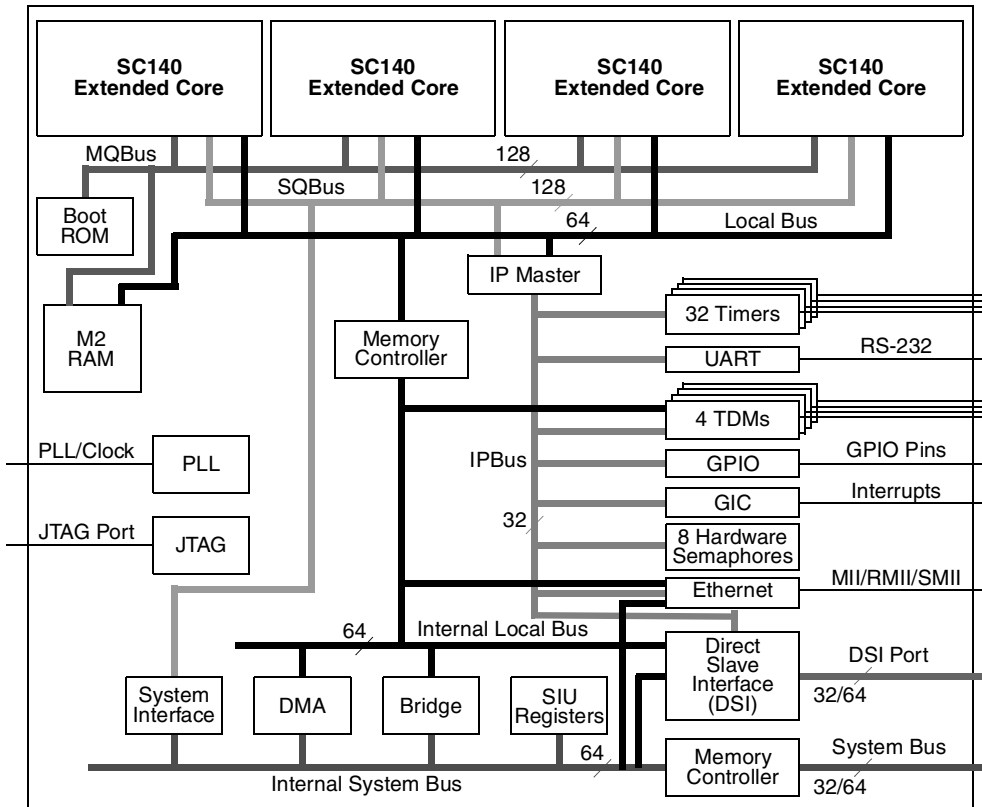 SC140
Extended Core
SC140
Extended Core
SC140
Extended Core
SC140
Extended Core
MQBus
128
SQBus
128
Boot
ROM
64
Local Bus
IP Master
M2
RAM
Memory
Controller
32 Timers
UART
RS-232
4 TDMs
PLL/Clock
PLL
IPBus
GPIO
GPIO Pins
GIC
Interrupts
32
JTAG Port
JTAG
8 Hardware
Semaphores
Ethernet
MII/RMII/SMII
64
Internal Local Bus
Direct
Slave
Interface
(DSI)
DSI Port
32/64
System
Interface
DMA
Bridge
SIU
Registers
64
Internal System Bus
Memory
Controller
System Bus
32/64